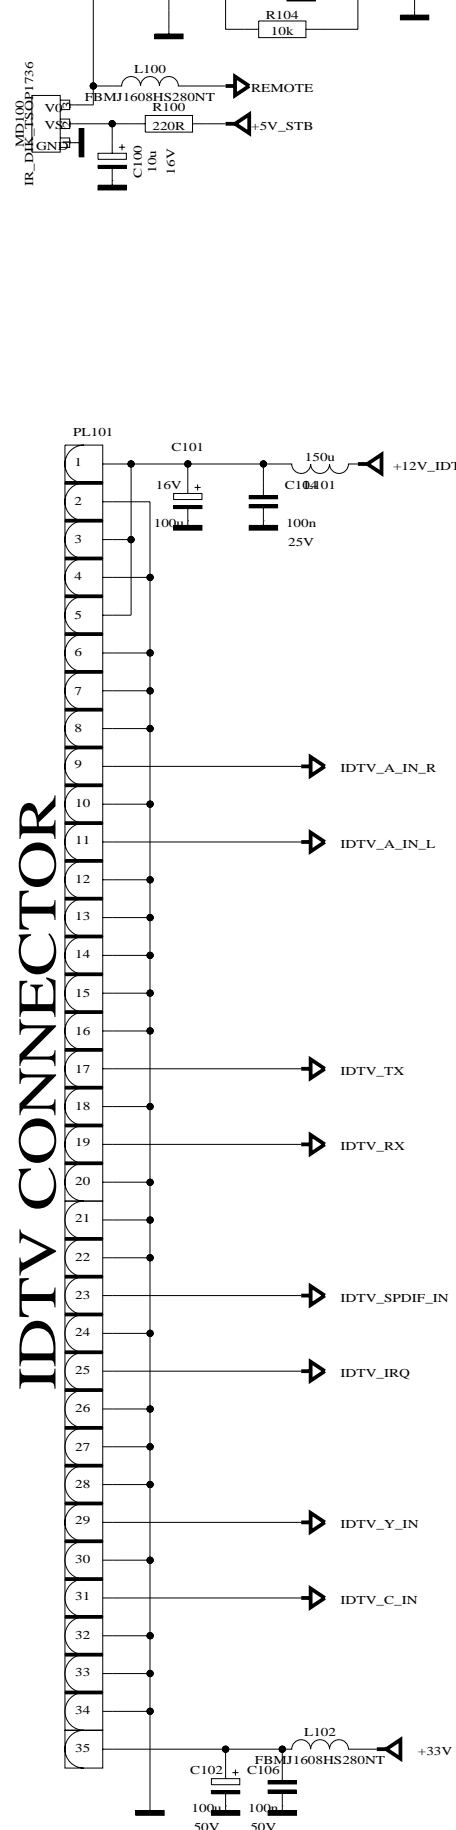 R104
10k
L100
REMOTE
FBMJ1608HS280NT
MD100
IR_DIK_TSOP1736
V0 3
VS 2
GND
R100
220R
+5V_STB
+
C100
10u
16V
PL101
C101
150u
+12V_IDT
16V
+
100u
100n
25V
1
2
3
4
5
6
7
8
9
IDTV_A_IN_R
10
11
IDTV_A_IN_L
12
13
14
15
16
17
IDTV_TX
18
19
IDTV_RX
20
21
22
23
IDTV_SPDIF_IN
24
25
IDTV_IRQ
26
27
28
29
IDTV_Y_IN
30
31
IDTV_C_IN
32
33
34
35
IDTV CONNECTOR
L102
FBMJ1608HS280NT
+33V
C102
+
C106
100u
100n
50V
50V